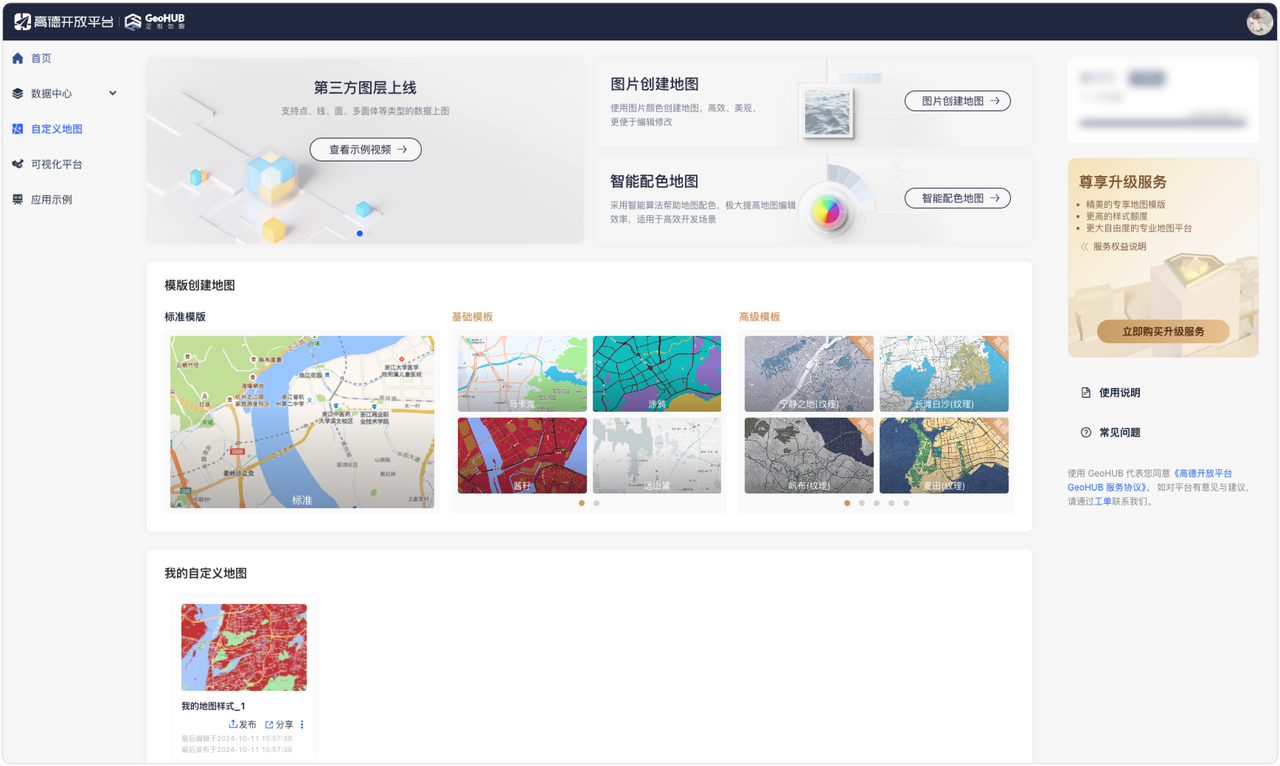 高德开放平台
GeoHUB
定制地图
首页
数据中心
自定义地图
可视化平台
应用示例
第三方图层上线
支持点、线、面、多面体等类型的数据上图
查看示例视频
图片创建地图
使用图片颜色创建地图，高效、美观、
更便于编辑修改
图片创建地图
智能配色地图
采用智能算法帮助地图配色，极大提高地图编辑
效率，适用于高效开发场景
智能配色地图
尊享升级服务
精美的专享地图模版
更高的样式额度
更大自由度的专业地图平台
服务权益说明
立即购买升级服务
使用说明
常见问题
使用 GeoHUB 代表您同意《高德开放平台
GeoHUB 服务协议》。如对平台有意见与建议，
请通过工单联系我们。
模版创建地图
标准模版
标准
基础模板
马卡龙
涂鸦
酱籽
远山黛
高级模板
宁静之地(纹理)
长滩白沙(纹理)
帆布(纹理)
麦田(纹理)
我的自定义地图
我的地图样式_1
发布
分享
最后编辑于2024-10-11 15:57:39
最后发布于2024-10-11 15:57:39